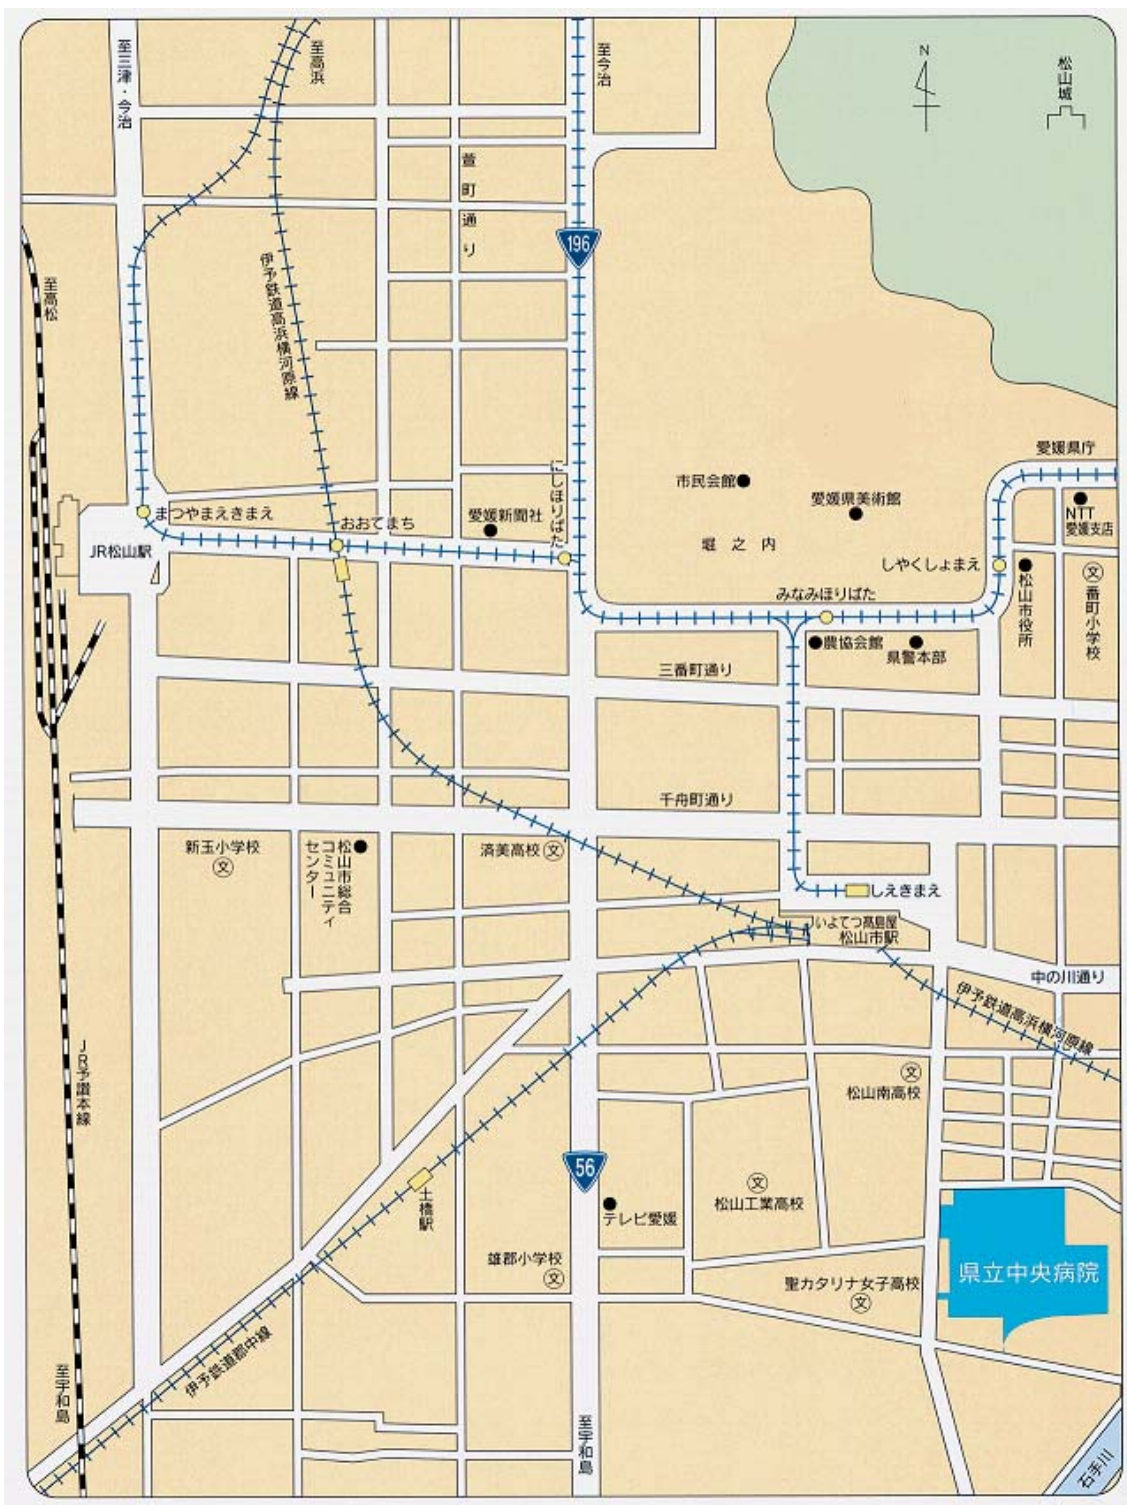 至三津・今治
至高浜
至今治
N
松山城
萱町通り
196
伊予鉄道高浜横河原線
至高松
愛媛県庁
市民会館
愛媛県美術館
NTT
愛媛支店
にしほりばた
まつやまえきまえ
おおてまち
愛媛新聞社
堀之内
JR松山駅
しやくしょまえ
松山市役所
文
番町小学校
みなみほりばた
農協会館
県警本部
三番町通り
千舟町通り
新玉小学校
文
松山市総合
コミュニティ
センター
済美高校
文
しえきまえ
いよてつ髙島屋
松山市駅
中の川通り
伊予鉄道高浜横河原線
JR予讃本線
文
松山南高校
56
土橋駅
文
松山工業高校
テレビ愛媛
雄郡小学校
文
聖カタリナ女子高校
文
県立中央病院
伊予鉄道郡中線
至宇和島
至宇和島
石手川